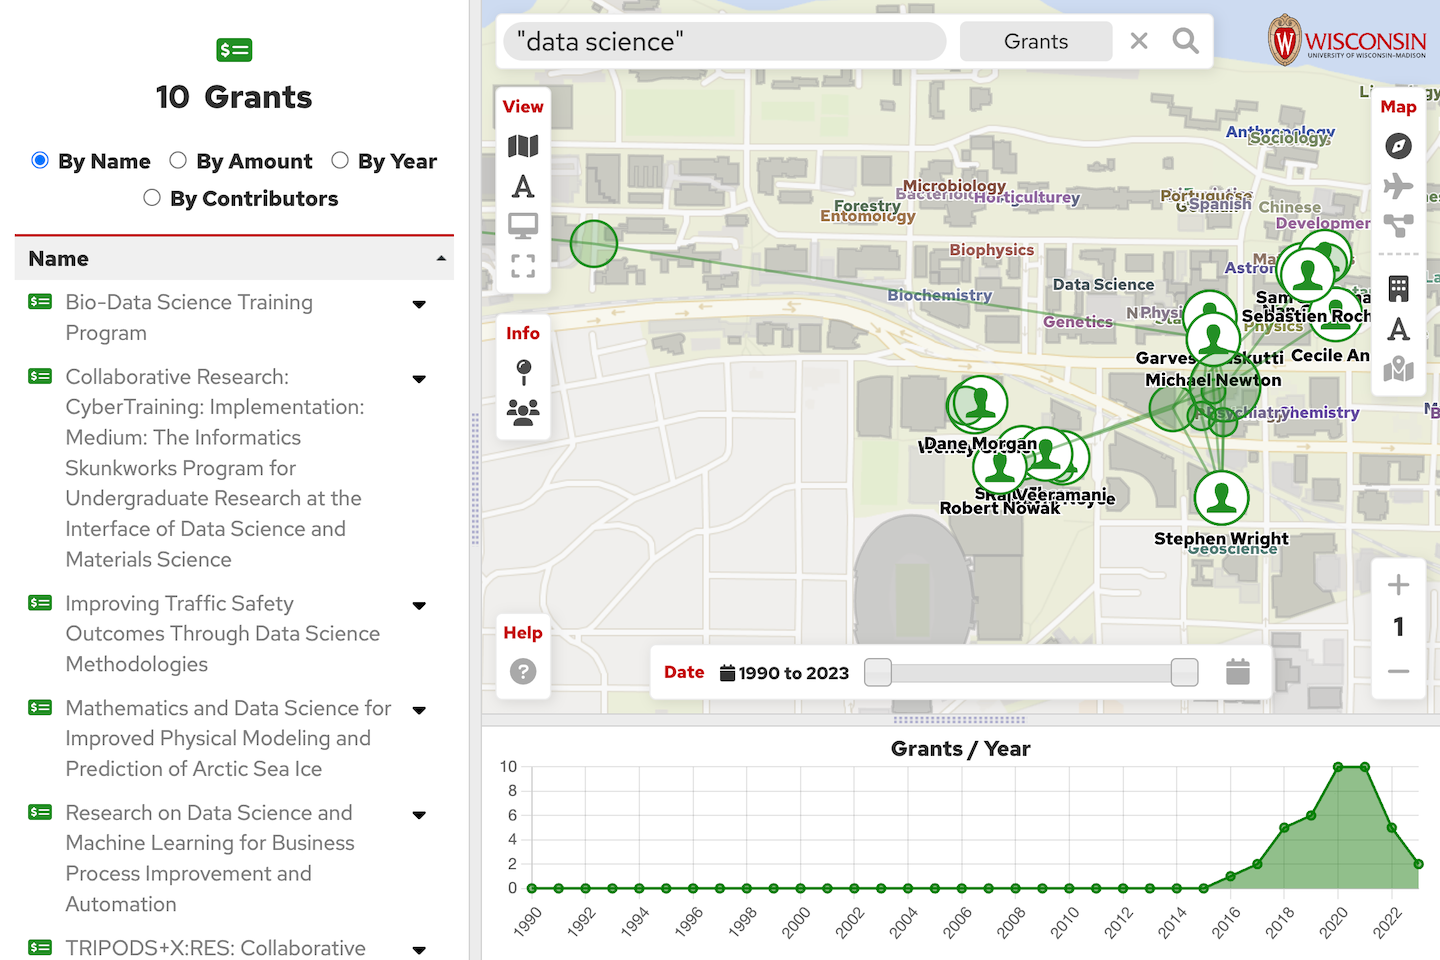 10 Grants
By Name
By Amount
By Year
By Contributors
Name
Bio-Data Science Training
Program
Collaborative Research:
CyberTraining: Implementation:
Medium: The Informatics
Skunkworks Program for
Undergraduate Research at the
Interface of Data Science and
Materials Science
Improving Traffic Safety
Outcomes Through Data Science
Methodologies
Mathematics and Data Science for
Improved Physical Modeling and
Prediction of Arctic Sea Ice
Research on Data Science and
Machine Learning for Business
Process Improvement and
Automation
TRIPODS+X:RES: Collaborative
"data science"
Grants
WISCONSIN
UNIVERSITY OF WISCONSIN-MADISON
View
Info
Help
?
Map
+
1
−
Anthropology
Sociology
Microbiology
Horticulture
Forestry
Entomology
Portuguese
Spanish
Chinese
Biophysics
Data Science
Biochemistry
Genetics
Physics
Sebastien Roch
Cecile An
Michael Newton
Psychiatry
Chemistry
Dane Morgan
Veeramani
Robert Nowak
Stephen Wright
Geoscience
Date
1990 to 2023
Grants / Year
10
8
6
4
2
0
1990
1992
1994
1996
1998
2000
2002
2004
2006
2008
2010
2012
2014
2016
2018
2020
2022